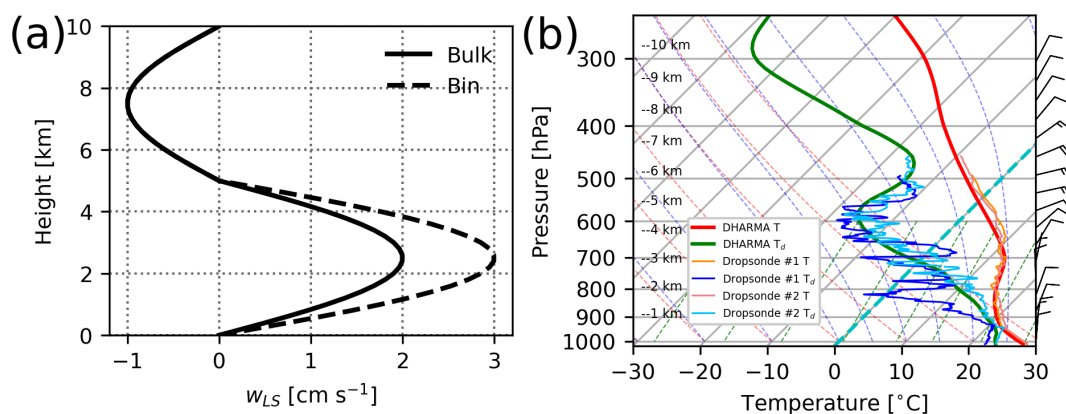 (a)
10
8
6
4
2
0
Height [km]
Bulk
Bin
−1
0
1
2
3
w_LS [cm s⁻¹]
(b)
300
400
500
600
700
800
900
1000
Pressure [hPa]
--10 km
--9 km
--8 km
--7 km
--6 km
--5 km
--4 km
--3 km
--2 km
--1 km
DHARMA T
DHARMA T_d
Dropsonde #1 T
Dropsonde #1 T_d
Dropsonde #2 T
Dropsonde #2 T_d
−30
−20
−10
0
10
20
30
Temperature [°C]